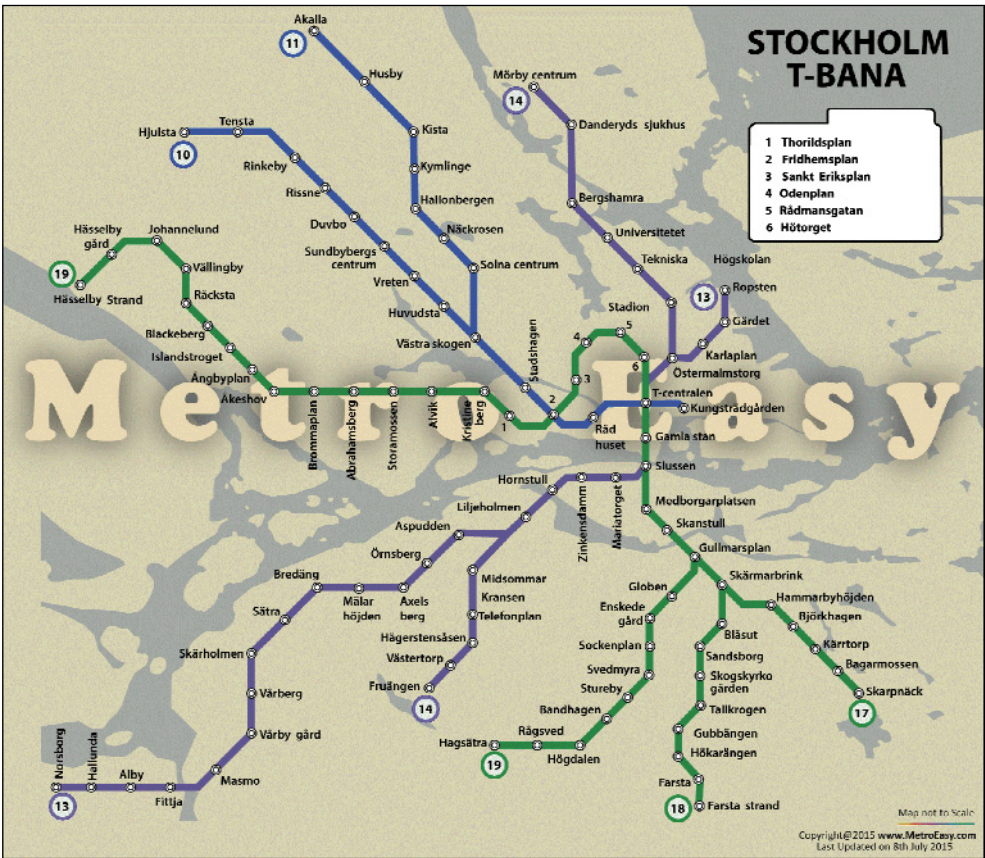 STOCKHOLM
T-BANA
1 Thorildsplan
2 Fridhemsplan
3 Sankt Eriksplan
4 Odenplan
5 Rådmansgatan
6 Hötorget
Akalla
11
Husby
Kista
Kymlinge
Hallonbergen
Näckrosen
Solna centrum
Hjulsta
10
Tensta
Rinkeby
Rissne
Duvbo
Sundbybergs
centrum
Vreten
Huvudsta
Västra skogen
Stadshagen
Mörby centrum
14
Danderyds sjukhus
Bergshamra
Universitetet
Tekniska
Högskolan
Stadion
13
Ropsten
Gärdet
Karlaplan
Östermalmstorg
T-centralen
Kungsträdgården
Råd
huset
Hässelby
gård
Johannelund
19
Hässelby Strand
Vällingby
Räcksta
Blackeberg
Islandstroget
Ängbyplan
Åkeshov
Brommaplan
Abrahamsberg
Storamossen
Alvik
Kristine
berg
1
2
3
4
5
6
Metro Easy
Gamla stan
Slussen
Medborgarplatsen
Skanstull
Gullmarsplan
Skärmarbrink
Hammarbyhöjden
Björkhagen
Kärrtorp
Bagarmossen
Skarpnäck
17
Blåsut
Sandsborg
Skogskyrko
gården
Tallkrogen
Gubbängen
Hökarängen
Farsta
18
Farsta strand
Globen
Enskede
gård
Sockenplan
Svedmyra
Stureby
Bandhagen
Högdalen
Rågsved
Hagsätra
19
Mariatorget
Zinkensdamm
Hornstull
Liljeholmen
Midsommar
Kransen
Telefonplan
Hägerstensåsen
Västertorp
Fruängen
14
Aspudden
Örnsberg
Axels
berg
Mälar
höjden
Bredäng
Sätra
Skärholmen
Vårberg
Vårby gård
Masmo
Fittja
Alby
Hallunda
Norsborg
13
Map not to Scale
Copyright@2015 www.MetroEasy.com
Last Updated on 8th July 2015